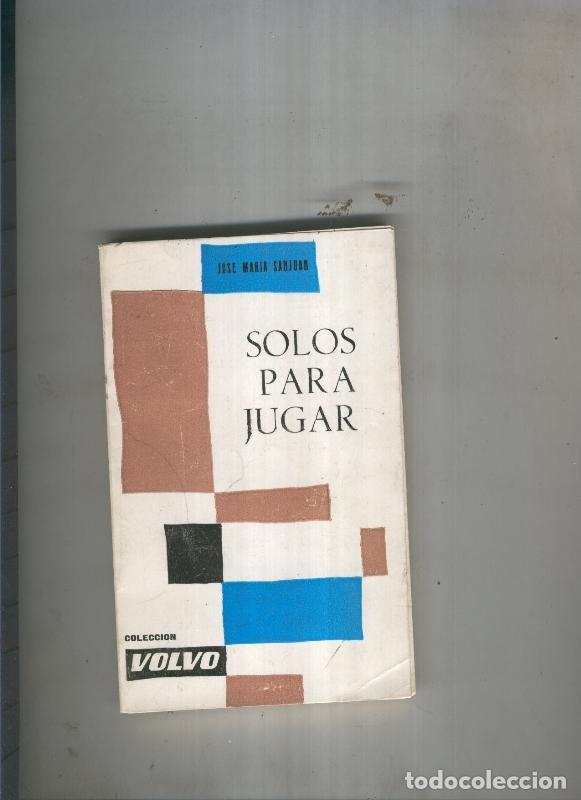 JOSE MARIA SANJUAN
SOLOS
PARA
JUGAR
COLECCION
VOLVO
todocoleccion